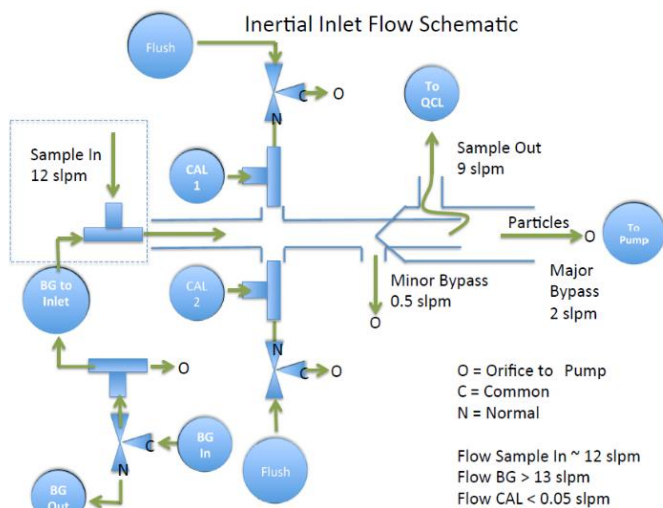 Inertial Inlet Flow Schematic
Flush
C
O
N
To
QCL
Sample In
12 slpm
CAL
1
Sample Out
9 slpm
Particles
O
To
Pump
BG to
Inlet
CAL
2
Minor Bypass
0.5 slpm
Major
Bypass
2 slpm
O
N
O
C
O
O = Orifice to Pump
C = Common
N = Normal
C
BG
In
N
Flush
BG
Out
Flow Sample In ~ 12 slpm
Flow BG > 13 slpm
Flow CAL < 0.05 slpm